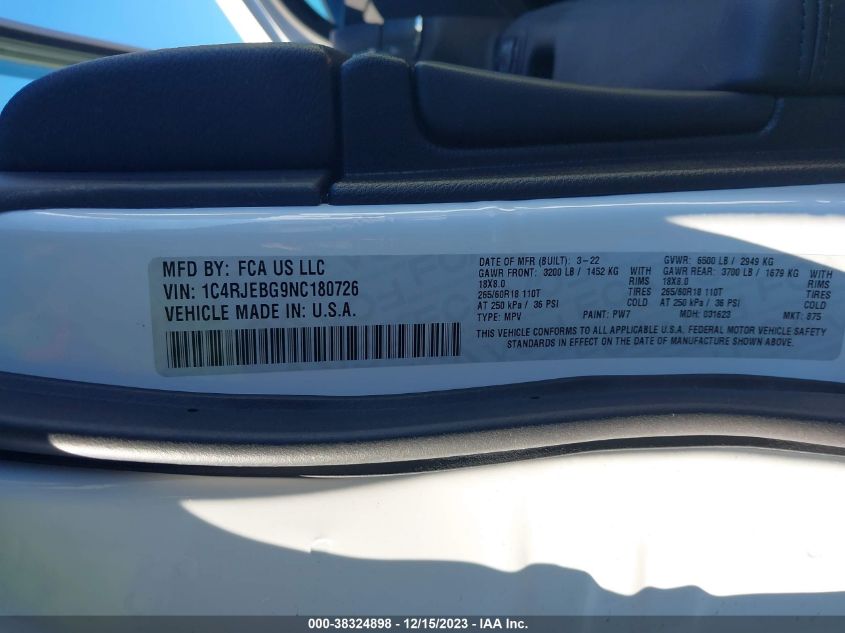 MFD BY: FCA US LLC
VIN: 1C4RJEBG9NC180726
VEHICLE MADE IN: U.S.A.
DATE OF MFR (BUILT): 3-22 GVWR: 6500 LB / 2949 KG
GAWR FRONT: 3200 LB / 1452 KG WITH GAWR REAR: 3700 LB / 1679 KG WITH
18X8.0 RIMS 18X8.0 RIMS
265/60R18 110T TIRES 265/60R18 110T TIRES
AT 250 kPa / 36 PSI COLD AT 250 kPa / 36 PSI COLD
TYPE: MPV PAINT: PW7 MDH: 031623 MKT: 875
THIS VEHICLE CONFORMS TO ALL APPLICABLE U.S.A. FEDERAL MOTOR VEHICLE SAFETY
STANDARDS IN EFFECT ON THE DATE OF MANUFACTURE SHOWN ABOVE.
000-38324898 - 12/15/2023 - IAA Inc.